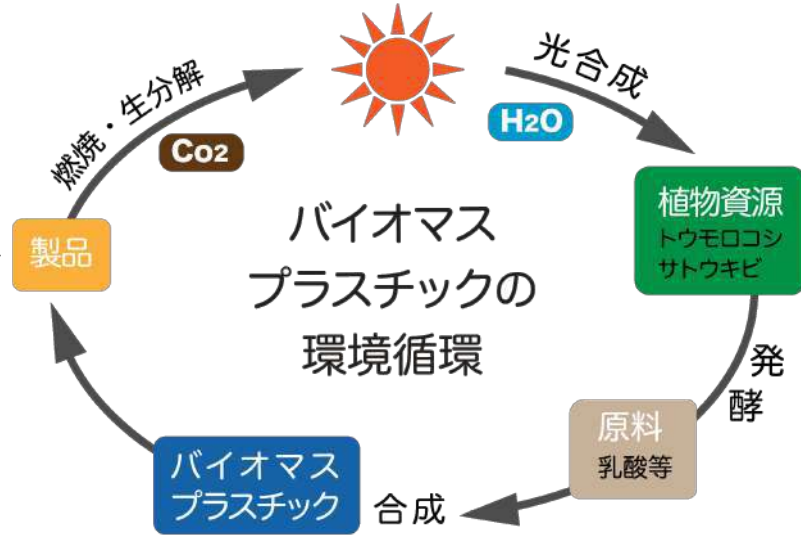 光合成
H2O
植物資源
トウモロコシ
サトウキビ
発酵
原料
乳酸等
合成
バイオマス
プラスチック
製品
燃焼・生分解
Co2
バイオマス
プラスチックの
環境循環